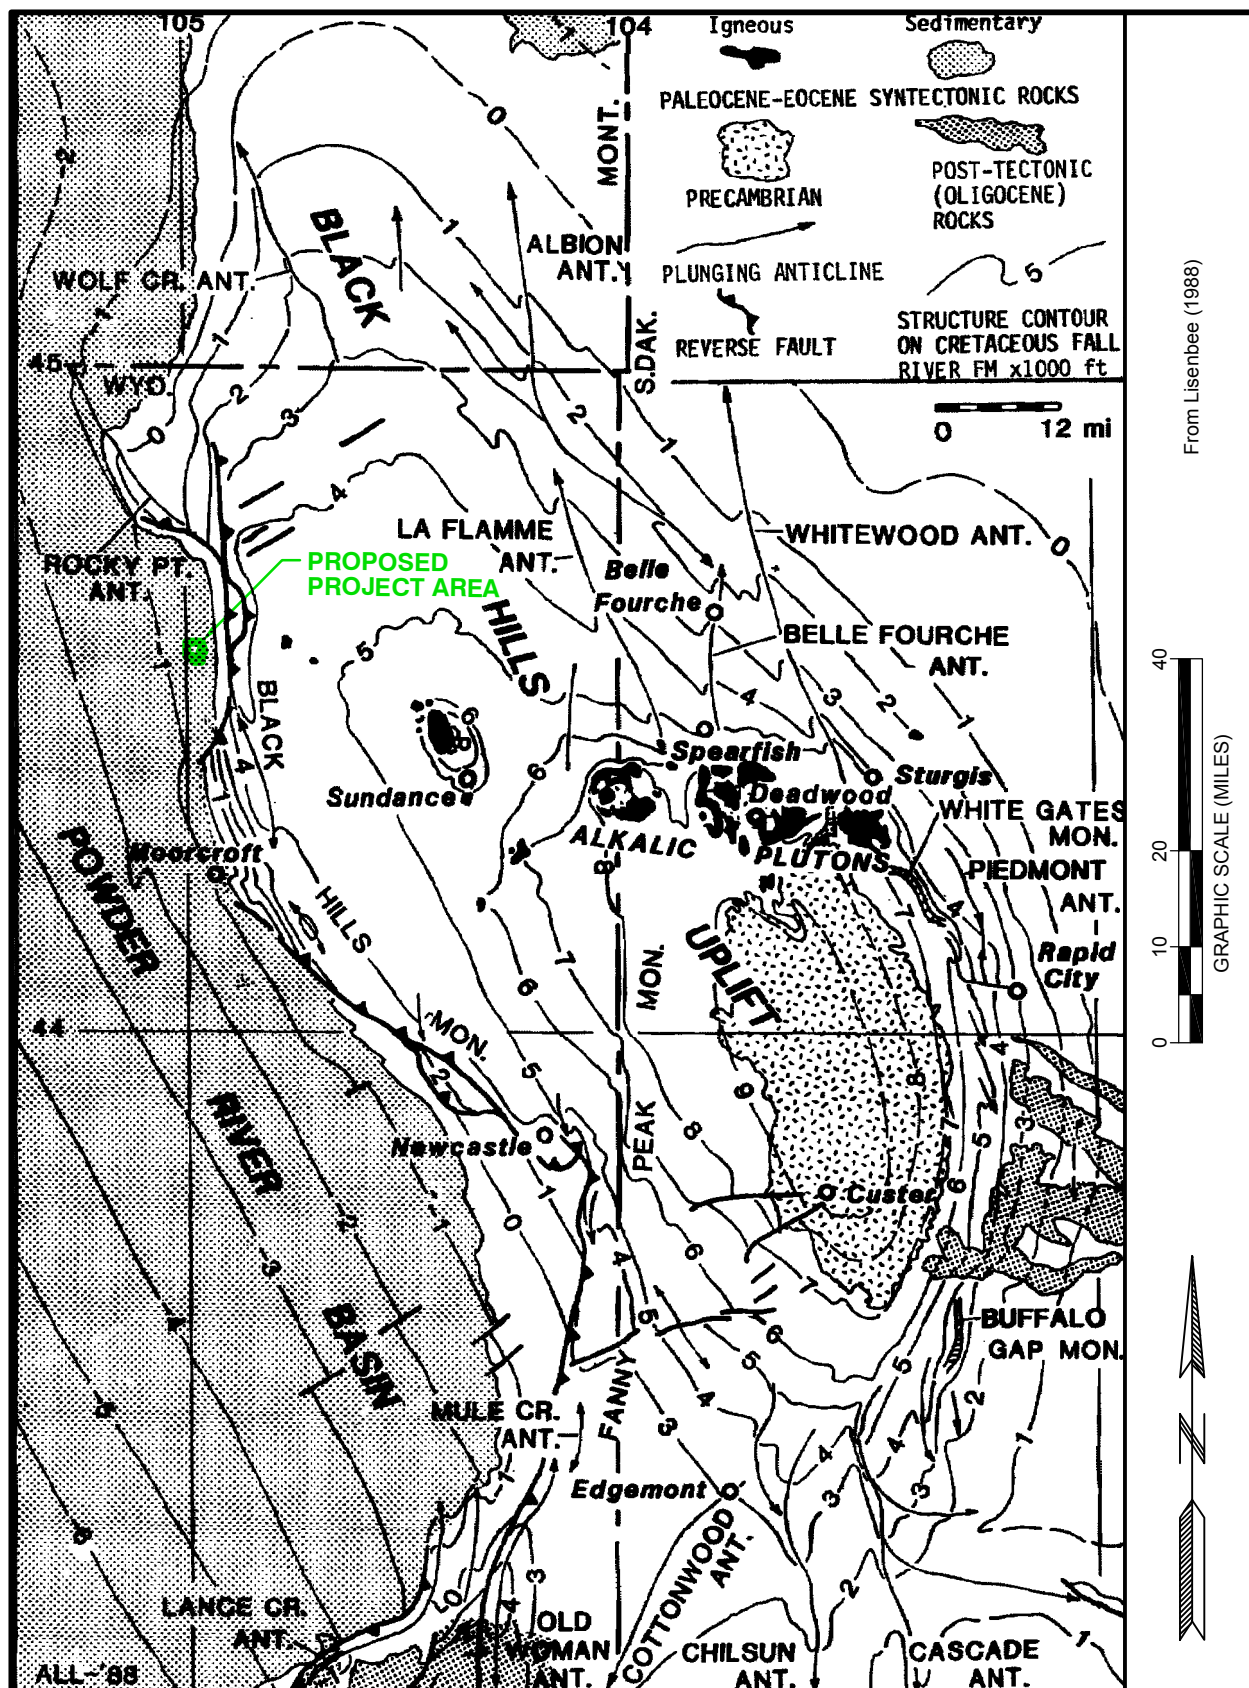 105
104
Igneous
Sedimentary
PALEOCENE-EOCENE SYNTECTONIC ROCKS
PRECAMBRIAN
POST-TECTONIC
(OLIGOCENE)
ROCKS
PLUNGING ANTICLINE
5
REVERSE FAULT
STRUCTURE CONTOUR
ON CRETACEOUS FALL
RIVER FM x1000 ft
0 12 mi
MONT.
S.DAK.
WYO.
45
44
BLACK
HILLS
UPLIFT
WOLF CR. ANT.
ALBION
ANT.
ROCKY PT.
ANT.
PROPOSED
PROJECT AREA
LA FLAMME
ANT.
WHITEWOOD ANT.
Belle
Fourche
BELLE FOURCHE
ANT.
BLACK
HILLS
MON.
Sundance
Spearfish
Deadwood
Sturgis
ALKALIC
PLUTONS
WHITE GATES
MON.
PIEDMONT
ANT.
Rapid
City
Moorcroft
POWDER
RIVER
BASIN
Newcastle
FANNY
PEAK
MON.
Custer
BUFFALO
GAP MON.
MULE CR.
ANT.
Edgemont
COTTONWOOD
ANT.
LANCE CR.
ANT.
OLD
WOMAN
ANT.
CHILSUN
ANT.
CASCADE
ANT.
ALL-'88
From Lisenbee (1988)
0 10 20 40
GRAPHIC SCALE (MILES)
N